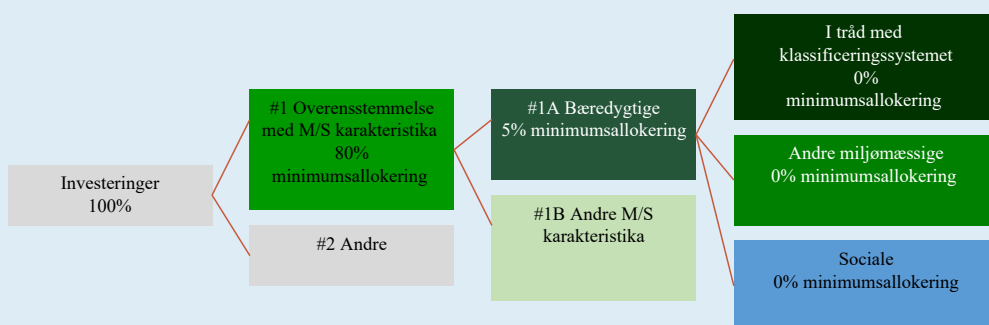 Investeringer
100%
#1 Overensstemmelse
med M/S karakteristika
80%
minimumsallokering
#2 Andre
#1A Bæredygtige
5% minimumsallokering
#1B Andre M/S
karakteristika
I tråd med
klassificeringssystemet
0%
minimumsallokering
Andre miljømæssige
0% minimumsallokering
Sociale
0% minimumsallokering